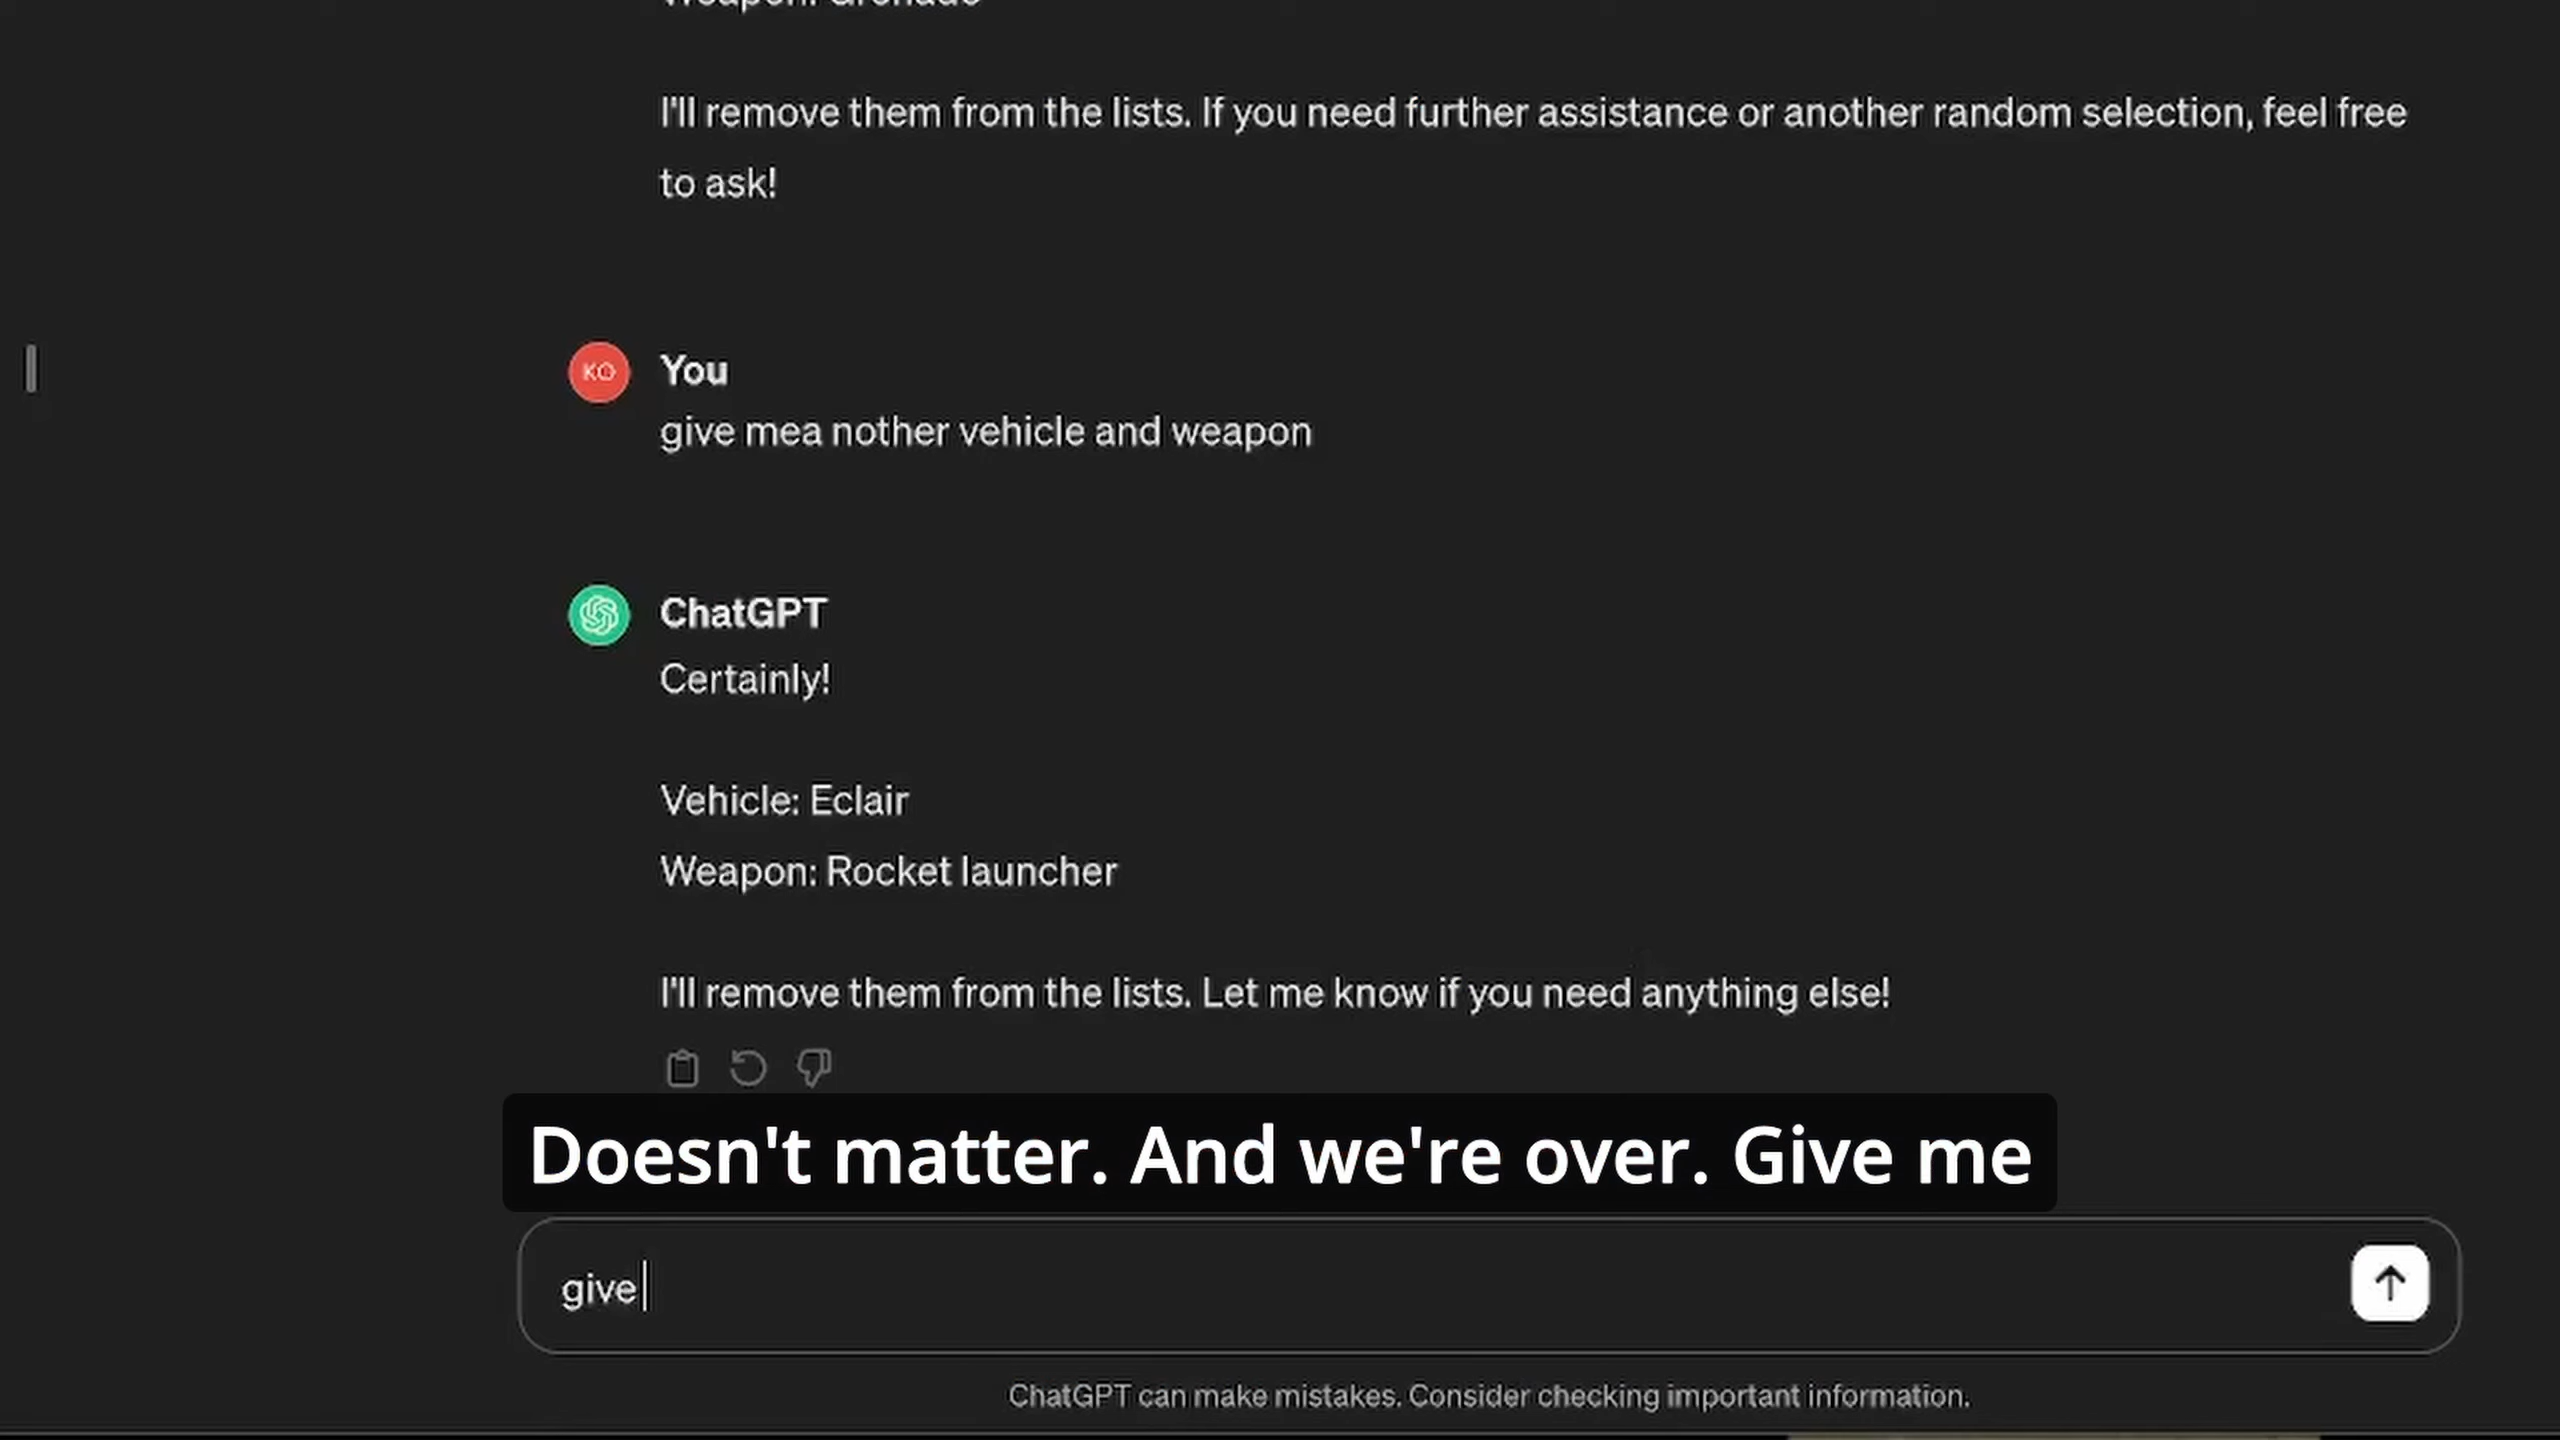 Weapon: Grenade
I'll remove them from the lists. If you need further assistance or another random selection, feel free
to ask!
KO
You
give mea nother vehicle and weapon
ChatGPT
Certainly!
Vehicle: Eclair
Weapon: Rocket launcher
I'll remove them from the lists. Let me know if you need anything else!
Doesn't matter. And we're over. Give me
give
ChatGPT can make mistakes. Consider checking important information.